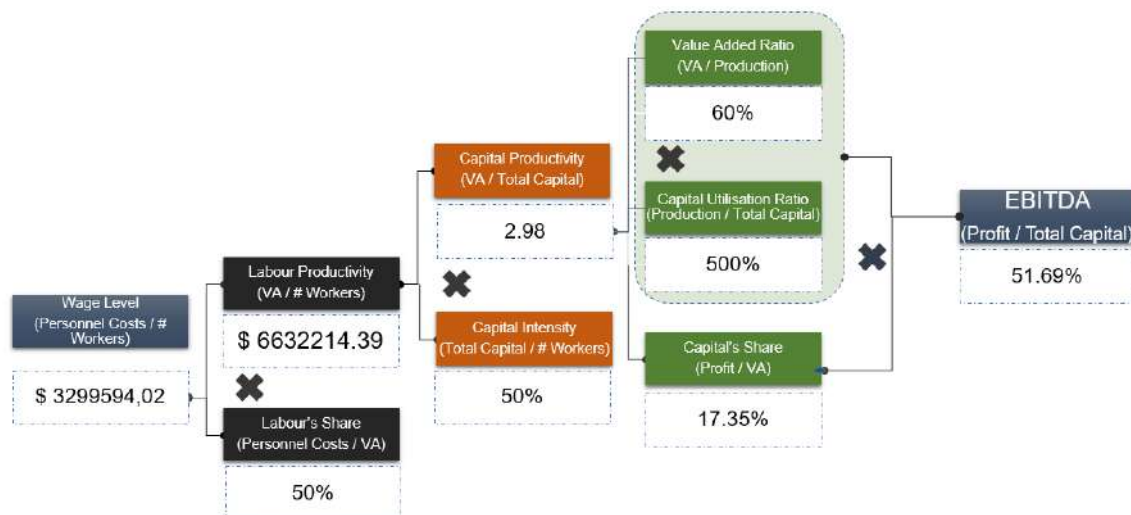 Value Added Ratio
(VA / Production)
60%
Capital Productivity
(VA / Total Capital)
2.98
Capital Utilisation Ratio
(Production / Total Capital)
500%
EBITDA
(Profit / Total Capital)
51.69%
Labour Productivity
(VA / # Workers)
$ 6632214.39
Wage Level
(Personnel Costs / #
Workers)
$ 3299594,02
Capital Intensity
(Total Capital / # Workers)
50%
Capital's Share
(Profit / VA)
17.35%
Labour's Share
(Personnel Costs / VA)
50%